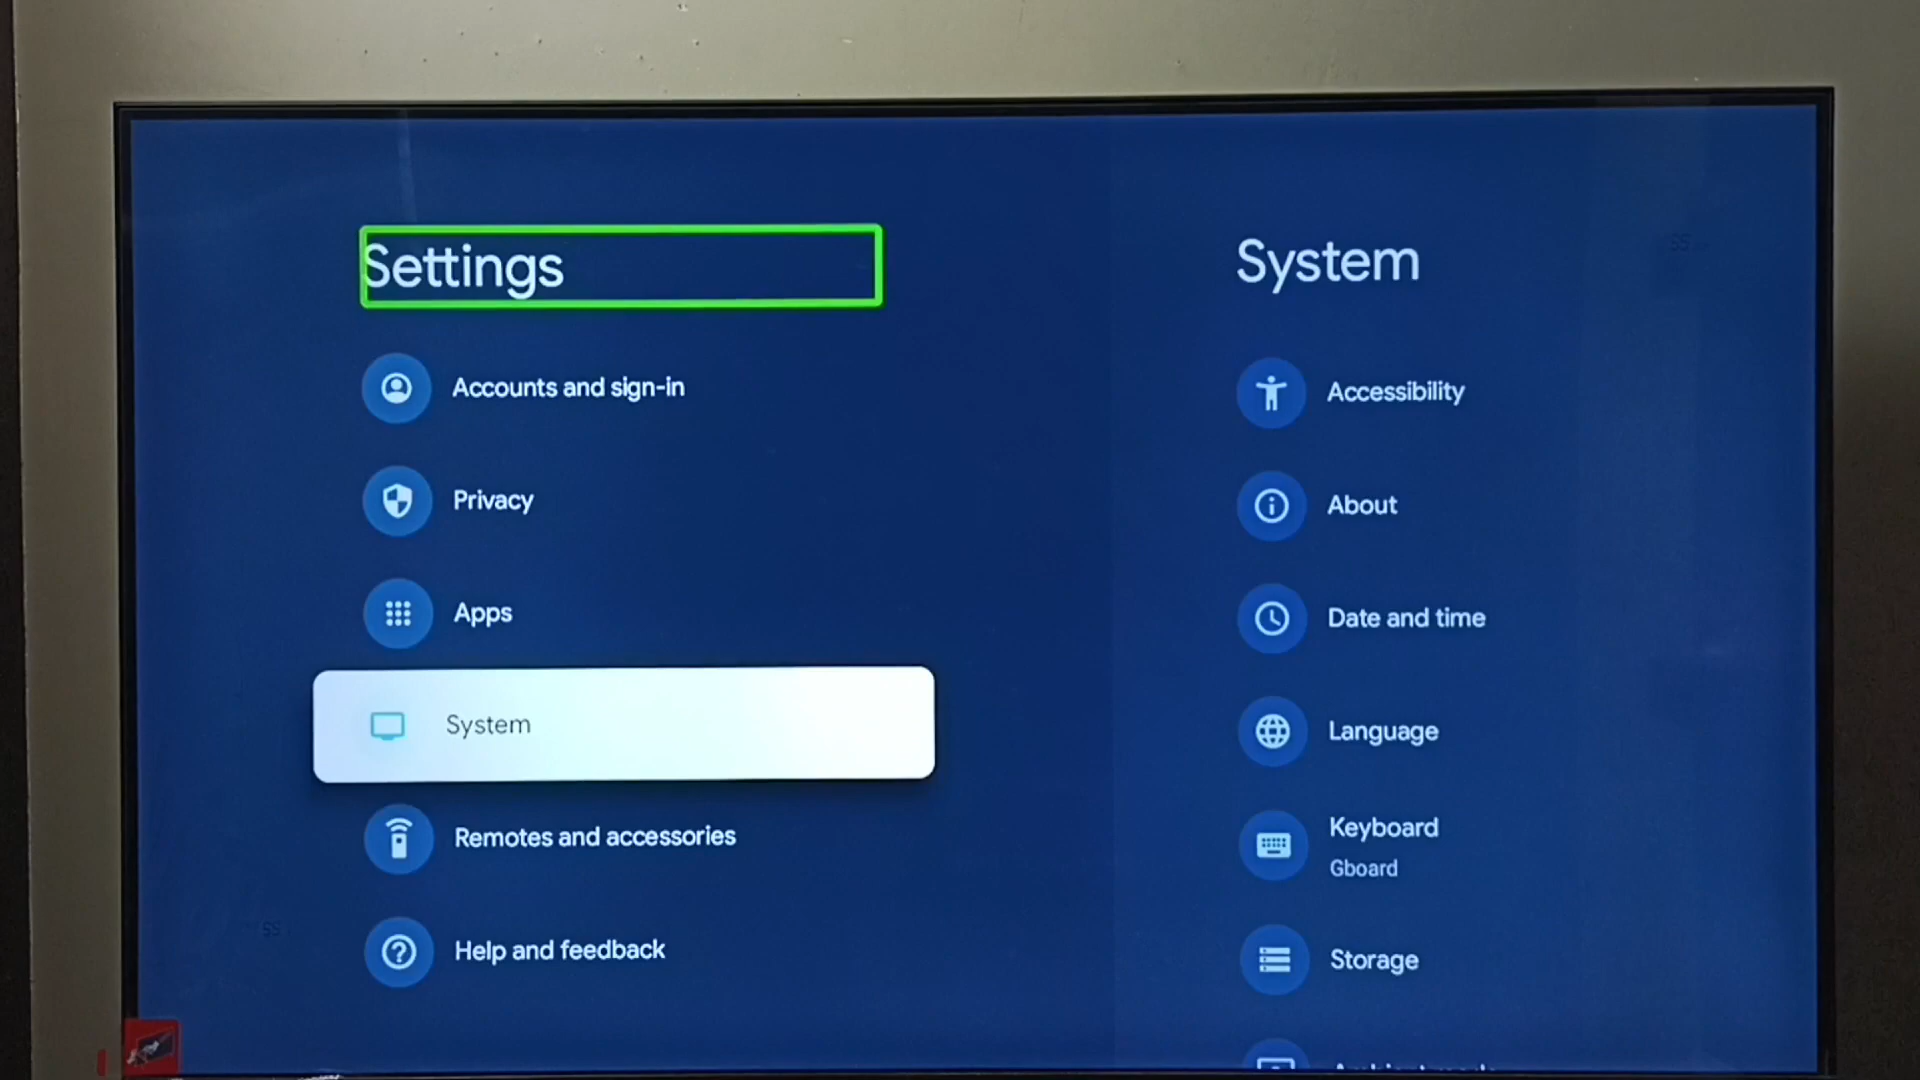 Settings
Accounts and sign-in
Privacy
Apps
System
Remotes and accessories
Help and feedback
System
Accessibility
About
Date and time
Language
Keyboard
Gboard
Storage